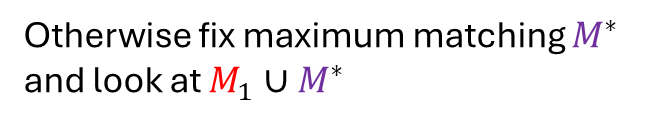 Otherwise fix maximum matching M*
and look at M₁ ∪ M*